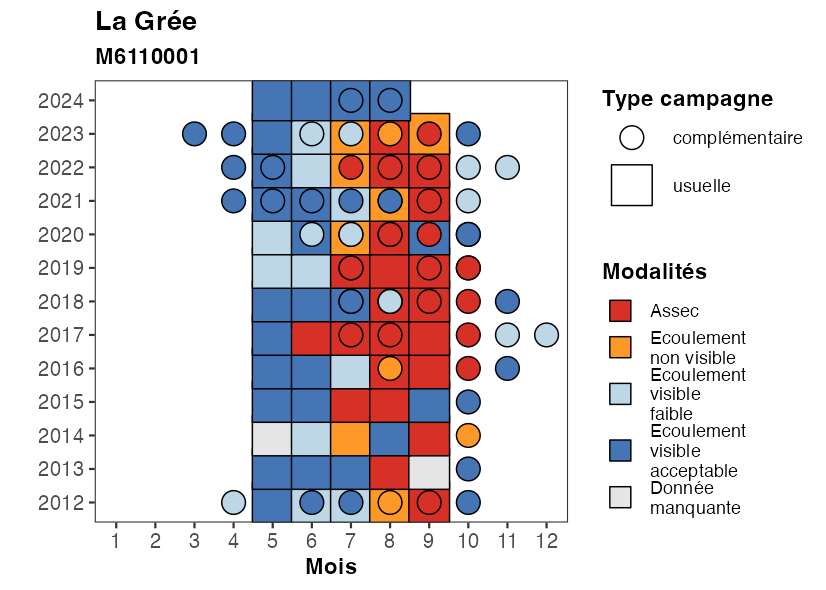 La Grée
M6110001
2024
2023
2022
2021
2020
2019
2018
2017
2016
2015
2014
2013
2012
1 2 3 4 5 6 7 8 9 10 11 12
Mois
Type campagne
complémentaire
usuelle
Modalités
Assec
Ecoulement
non visible
Ecoulement
visible
faible
Ecoulement
visible
acceptable
Donnée
manquante